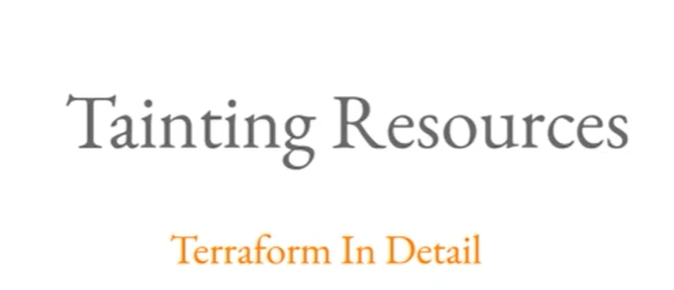 Tainting Resources
Terraform In Detail